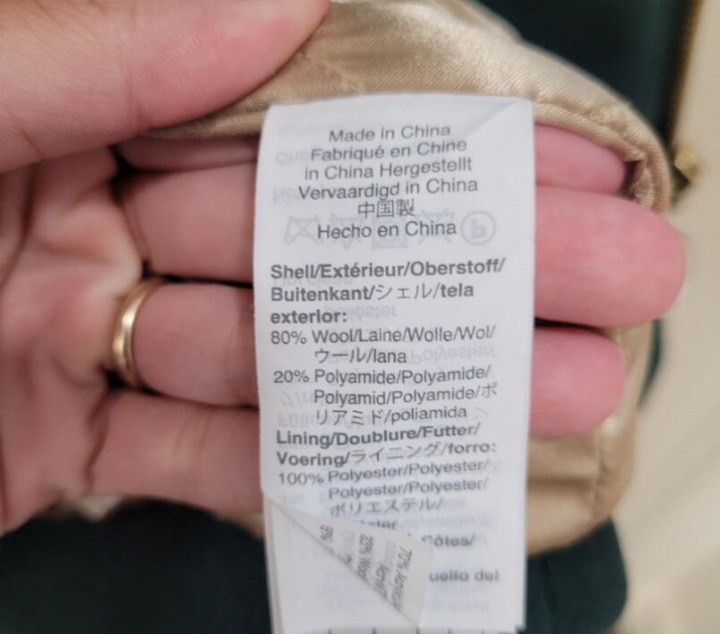 Made in China
Fabriqué en Chine
in China Hergestellt
Vervaardigd in China
中国製
Hecho en China
Shell/Extérieur/Oberstoff/
Buitenkant/シェル/tela
exterior:
80% Wool/Laine/Wolle/Wol/
ウール/lana
20% Polyamide/Polyamide/
Polyamid/Polyamide/ポ
リアミド/poliamida
Lining/Doublure/Futter/
Voering/ライニング/forro:
100% Polyester/Polyester/
Polyester/Polyester/
ポリエステル/
Côtes/
70%
20%
8%